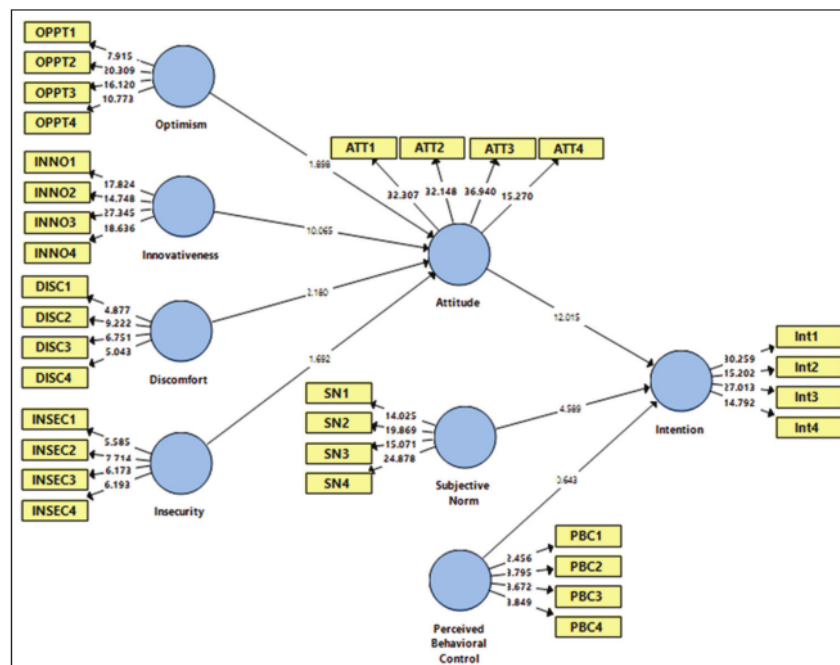 OPPT1
OPPT2
OPPT3
OPPT4
7.915
20.309
16.120
10.773
Optimism
1.898
INNO1
INNO2
INNO3
INNO4
17.824
14.748
27.345
18.636
Innovativeness
10.065
DISC1
DISC2
DISC3
DISC4
4.877
9.222
6.751
5.043
Discomfort
2.180
INSEC1
INSEC2
INSEC3
INSEC4
5.585
7.714
6.173
6.193
Insecurity
1.692
ATT1
ATT2
ATT3
ATT4
32.307
32.148
36.940
15.270
Attitude
12.015
SN1
SN2
SN3
SN4
14.025
19.869
15.071
24.878
Subjective
Norm
4.589
PBC1
PBC2
PBC3
PBC4
2.456
3.795
3.672
3.849
Perceived
Behavioral
Control
0.643
Int1
Int2
Int3
Int4
30.259
15.202
27.013
14.792
Intention